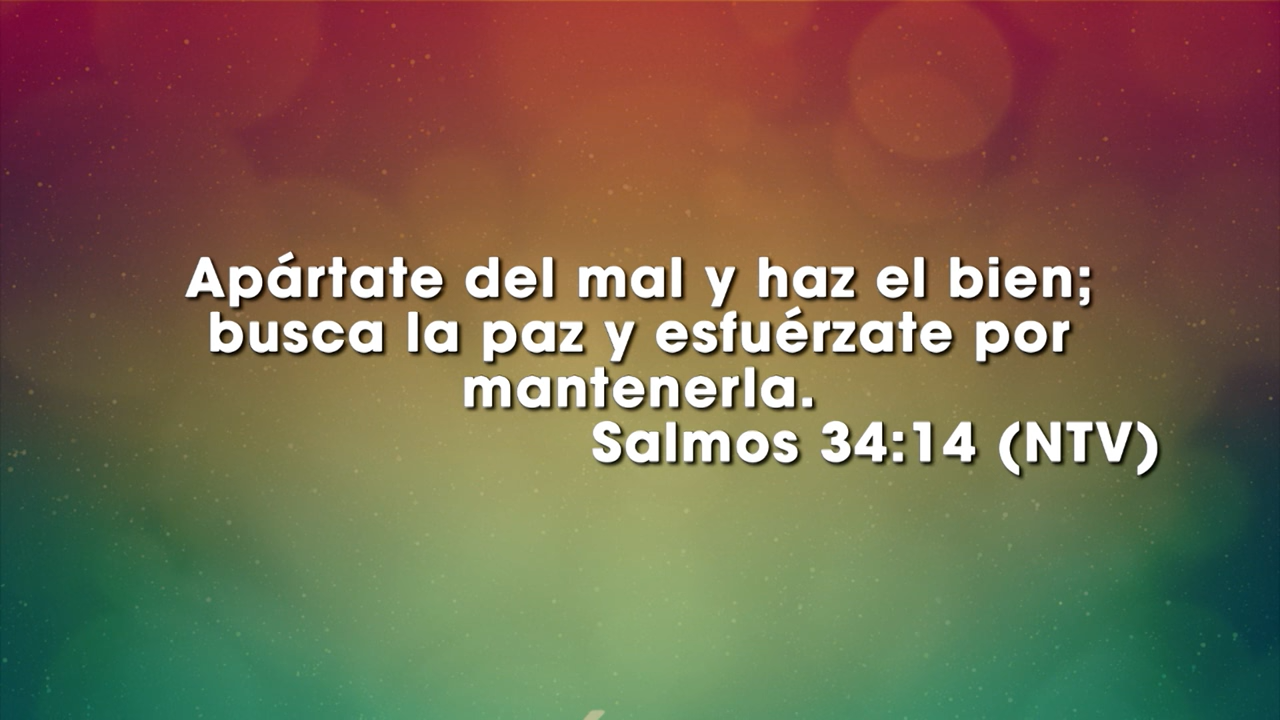 Apártate del mal y haz el bien;
busca la paz y esfuérzate por
mantenerla.
Salmos 34:14 (NTV)